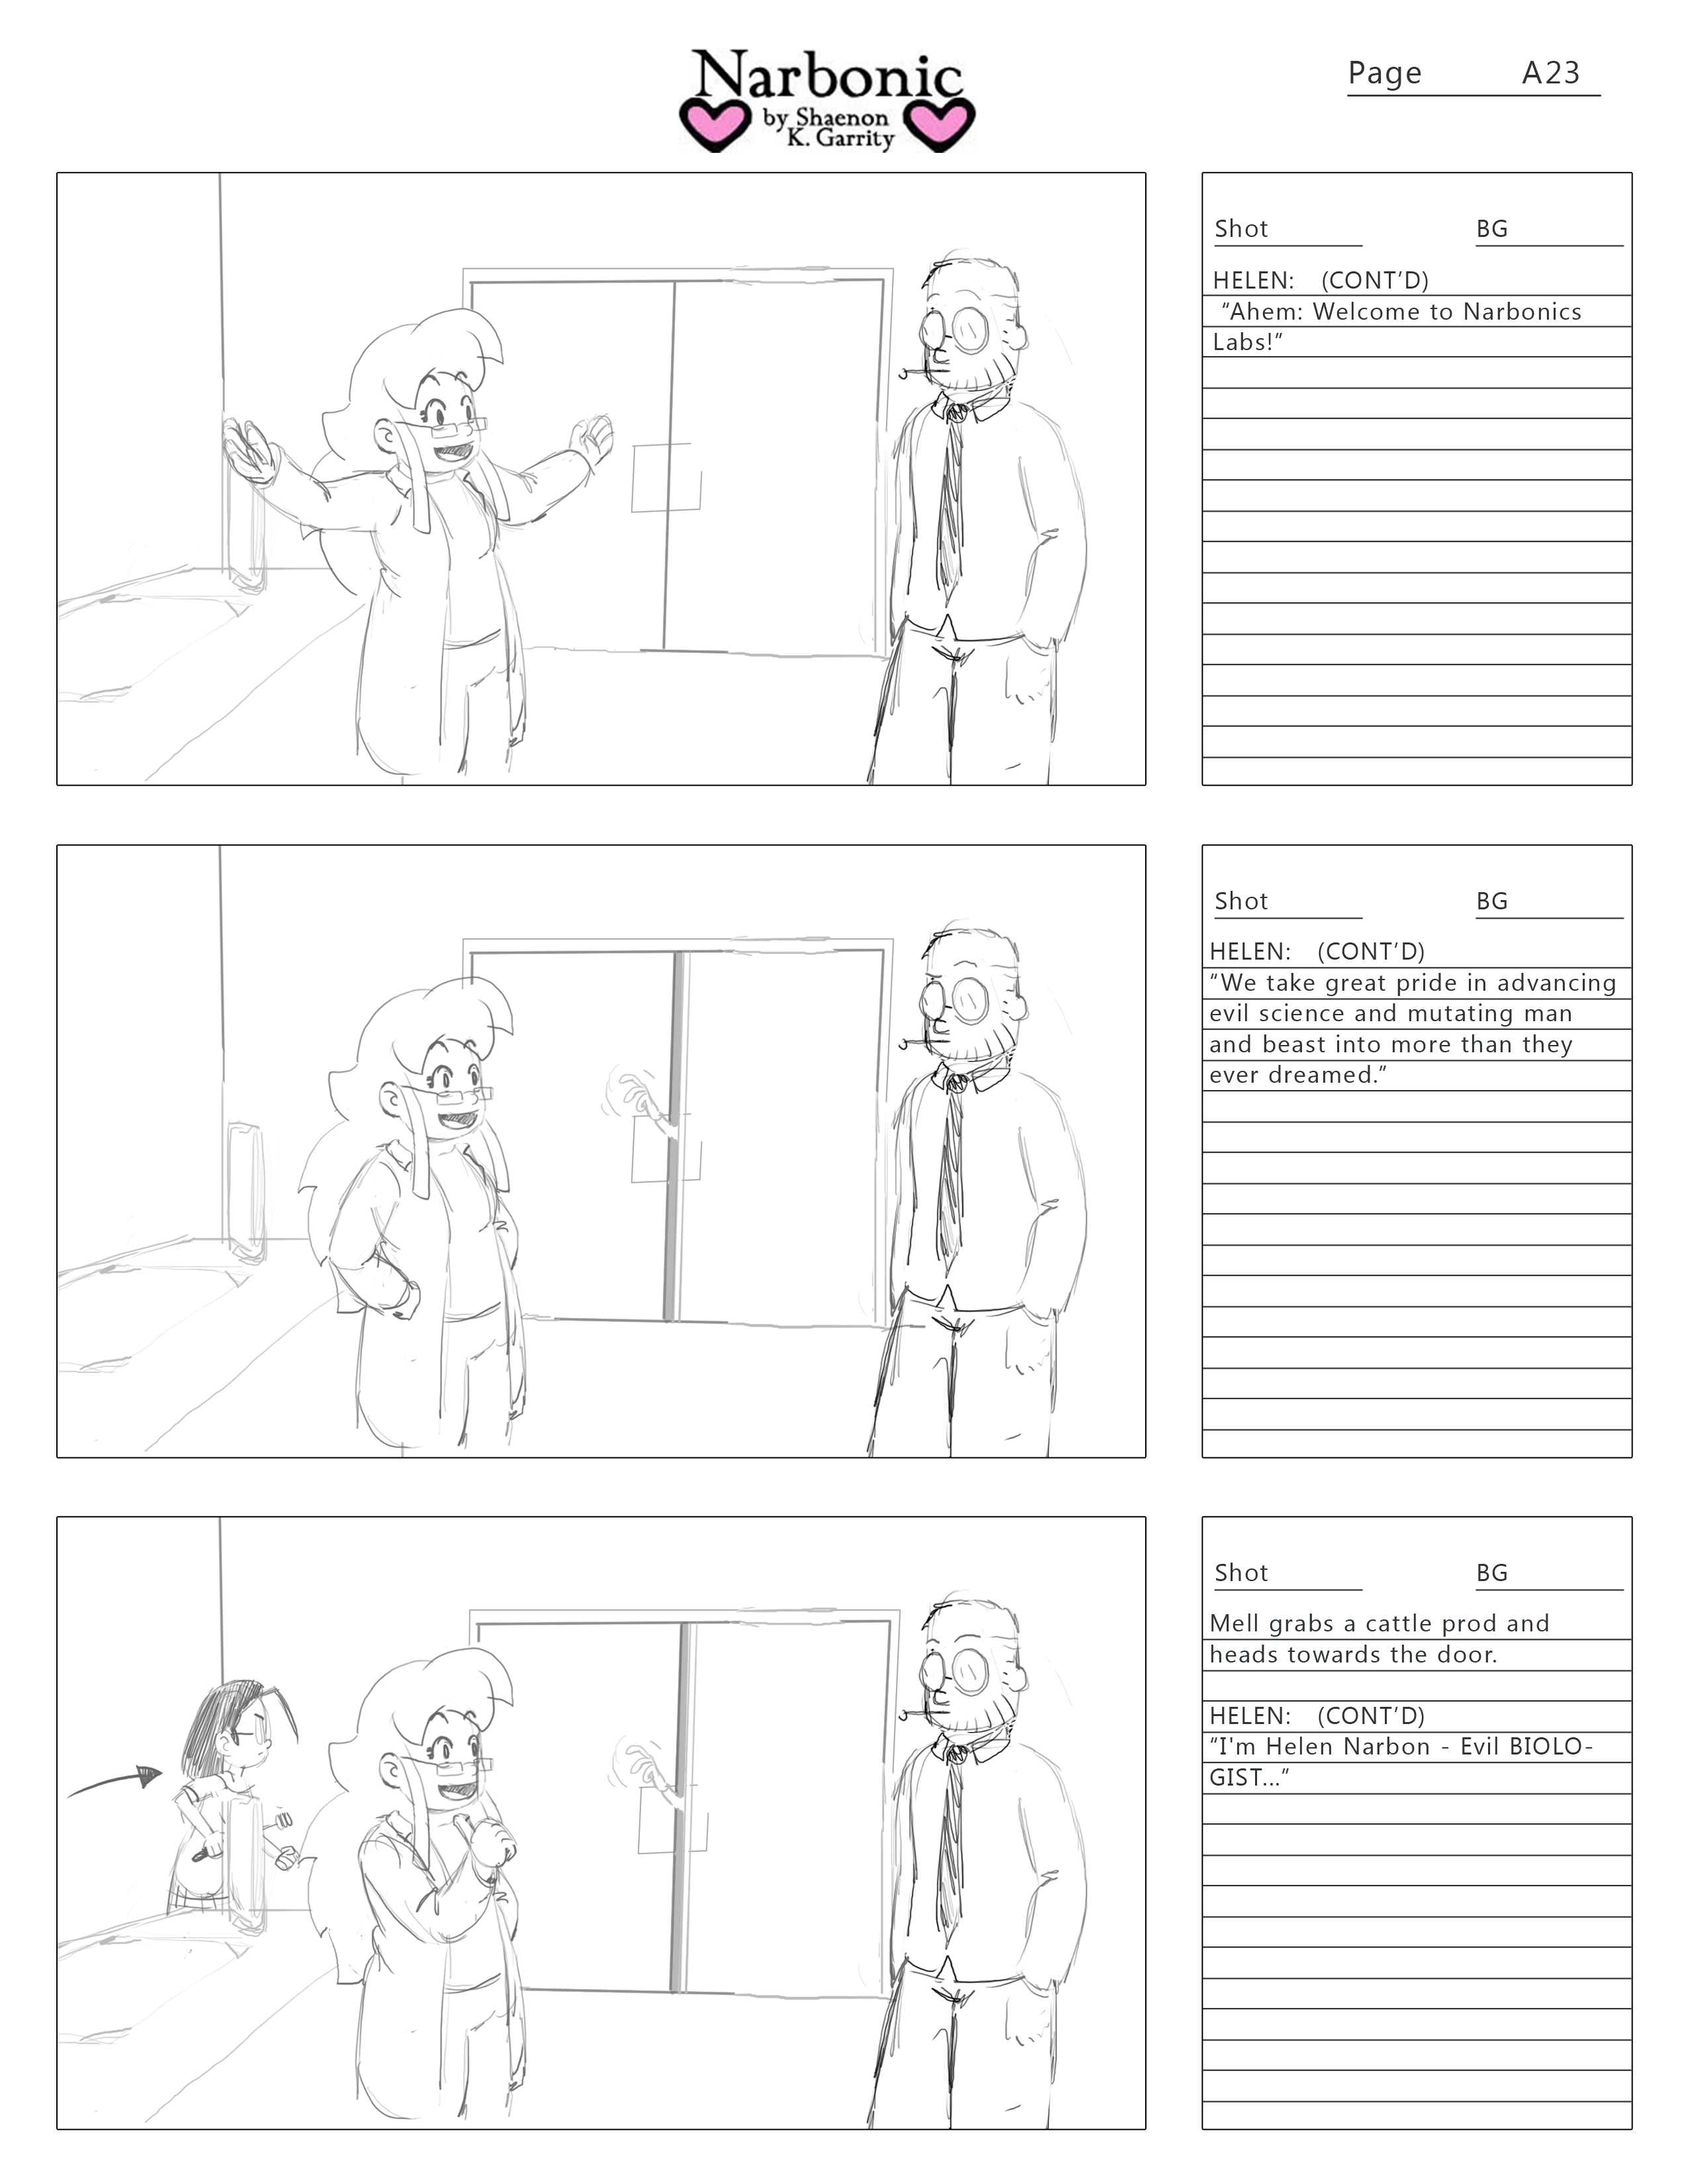 Narbonic
by Shaenon
K. Garrity
Page A23
Shot BG
HELEN: (CONT’D)
“Ahem: Welcome to Narbonics
Labs!”
Shot BG
HELEN: (CONT’D)
“We take great pride in advancing
evil science and mutating man
and beast into more than they
ever dreamed.”
Shot BG
Mell grabs a cattle prod and
heads towards the door.
HELEN: (CONT’D)
“I'm Helen Narbon - Evil BIOLO-
GIST...”